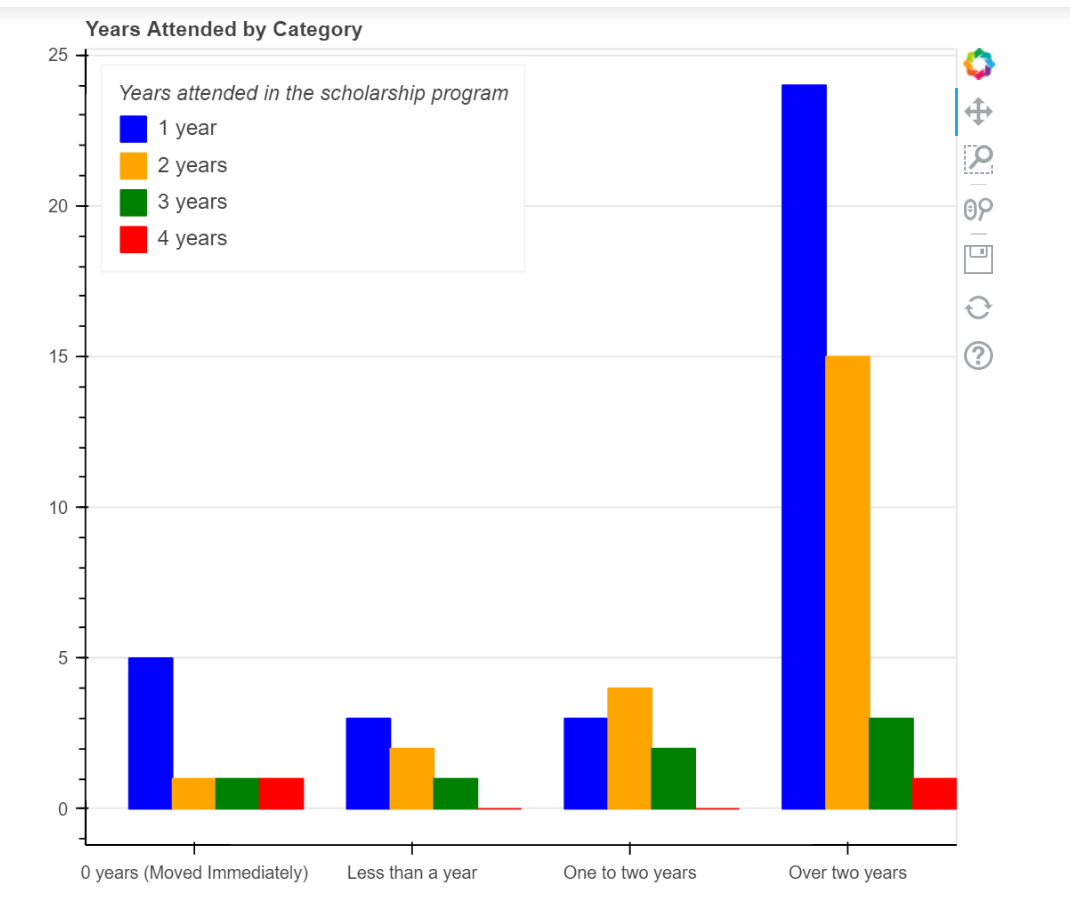 Years Attended by Category
25
Years attended in the scholarship program
1 year
2 years
3 years
4 years
20
15
10
5
0
0 years (Moved Immediately)
Less than a year
One to two years
Over two years